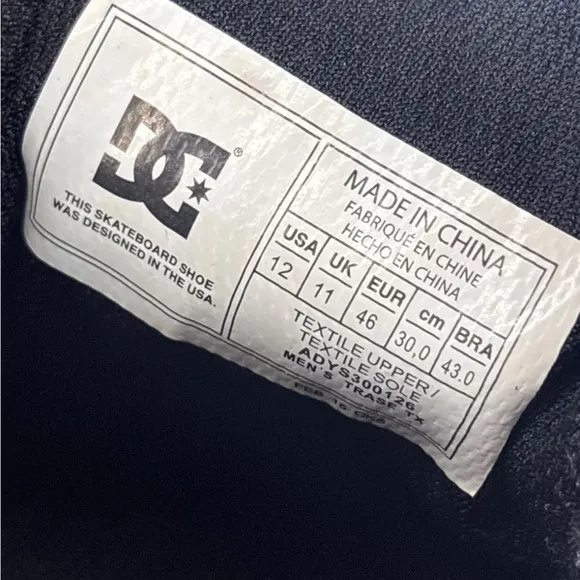 DC®
THIS SKATEBOARD SHOE
WAS DESIGNED IN THE USA.
MADE IN CHINA
FABRIQUÉ EN CHINE
HECHO EN CHINA
USA UK EUR cm BRA
12 11 46 30,0 43.0
TEXTILE UPPER/
TEXTILE SOLE
ADYS300126
MEN'S TRASE TX
FEB 16